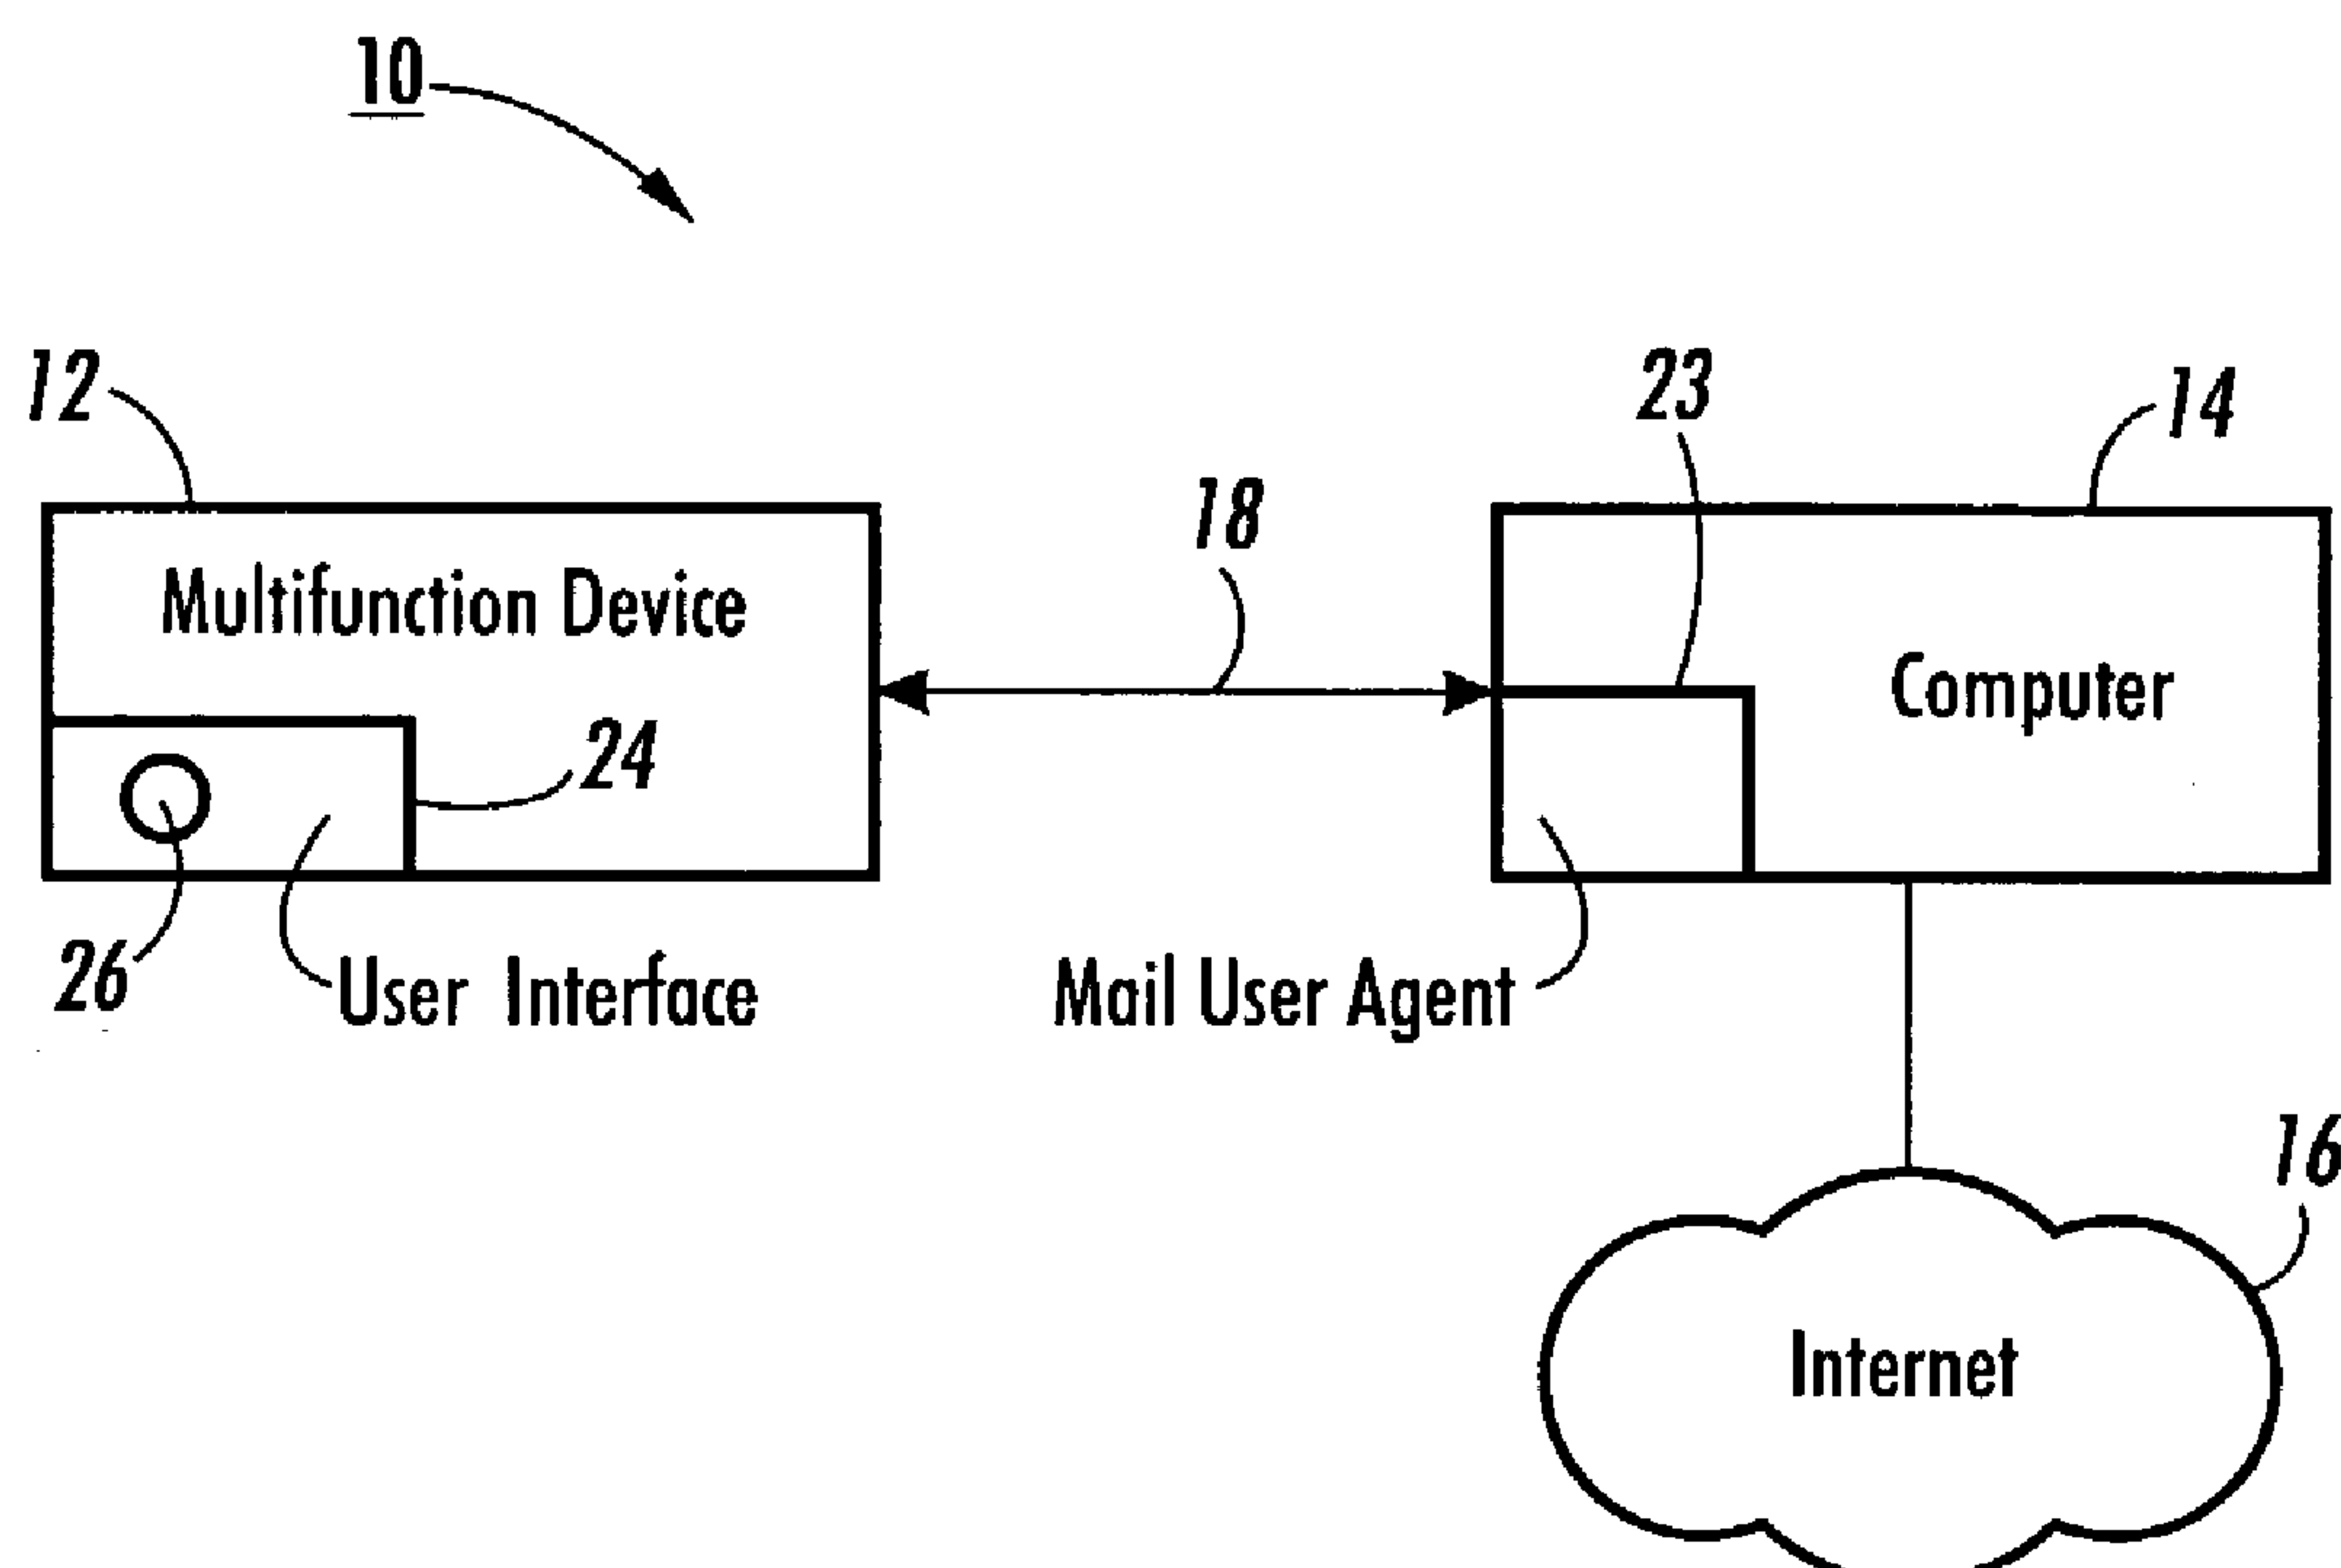 10
12
23
14
18
Multifunction Device
Computer
24
26
User Interface
Mail User Agent
16
Internet